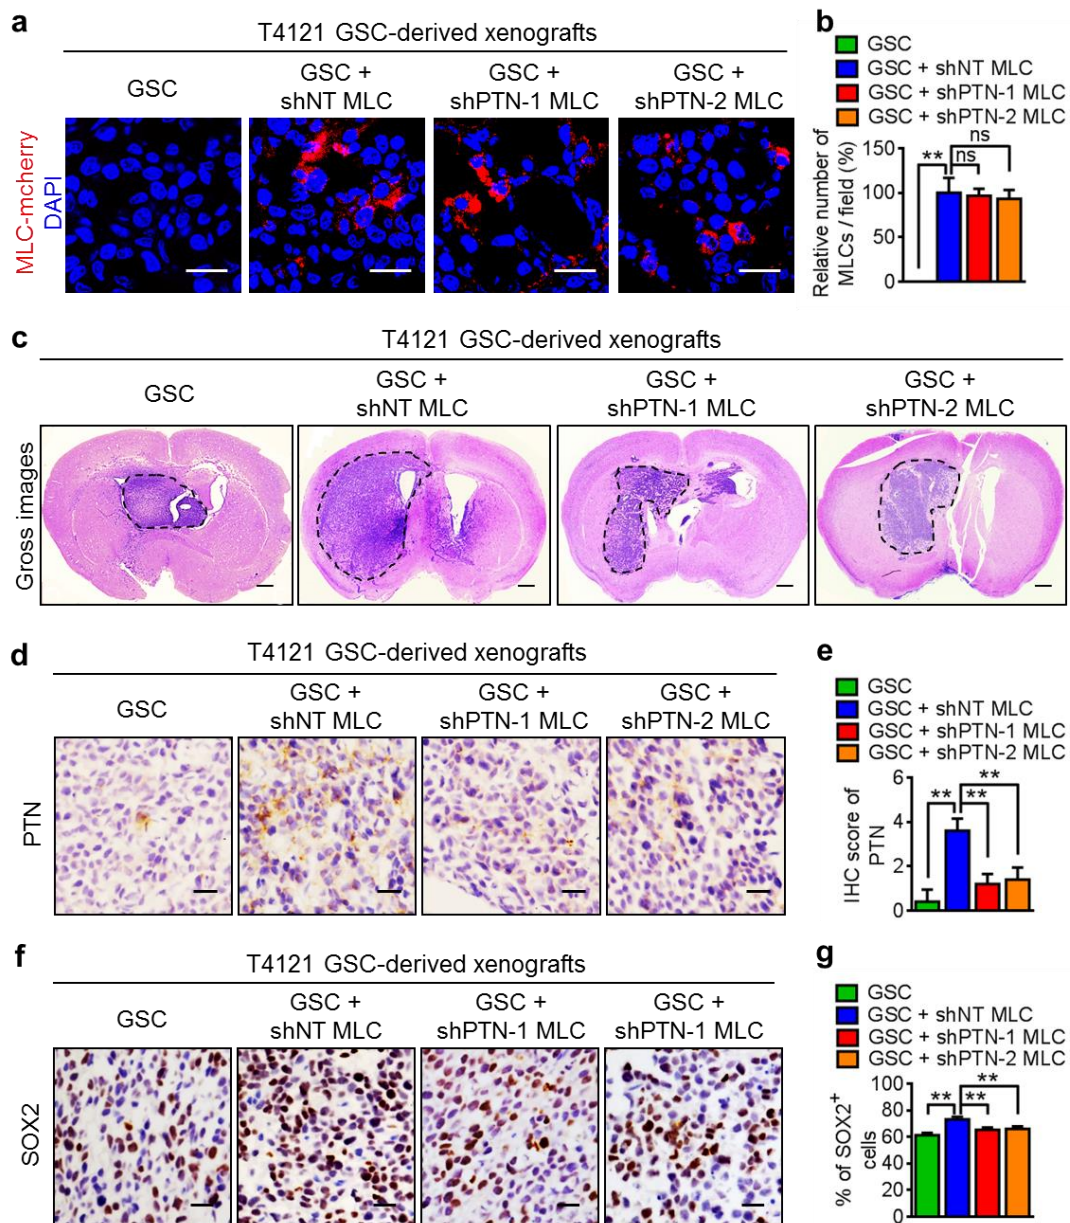 a
T4121 GSC-derived xenografts
GSC
GSC +
shNT MLC
GSC +
shPTN-1 MLC
GSC +
shPTN-2 MLC
MLC-mcherry
DAPI
b
GSC
GSC + shNT MLC
GSC + shPTN-1 MLC
GSC + shPTN-2 MLC
Relative number of
MLCs / field (%)
150
100
50
0
ns
** ns
c
T4121 GSC-derived xenografts
GSC
GSC +
shNT MLC
GSC +
shPTN-1 MLC
GSC +
shPTN-2 MLC
Gross images
d
T4121 GSC-derived xenografts
GSC
GSC +
shNT MLC
GSC +
shPTN-1 MLC
GSC +
shPTN-2 MLC
PTN
e
GSC
GSC + shNT MLC
GSC + shPTN-1 MLC
GSC + shPTN-2 MLC
IHC score of
PTN
6
4
2
0
**
** **
f
T4121 GSC-derived xenografts
GSC
GSC +
shNT MLC
GSC +
shPTN-1 MLC
GSC +
shPTN-1 MLC
SOX2
g
GSC
GSC + shNT MLC
GSC + shPTN-1 MLC
GSC + shPTN-2 MLC
% of SOX2+
cells
100
80
60
40
20
0
**
** **